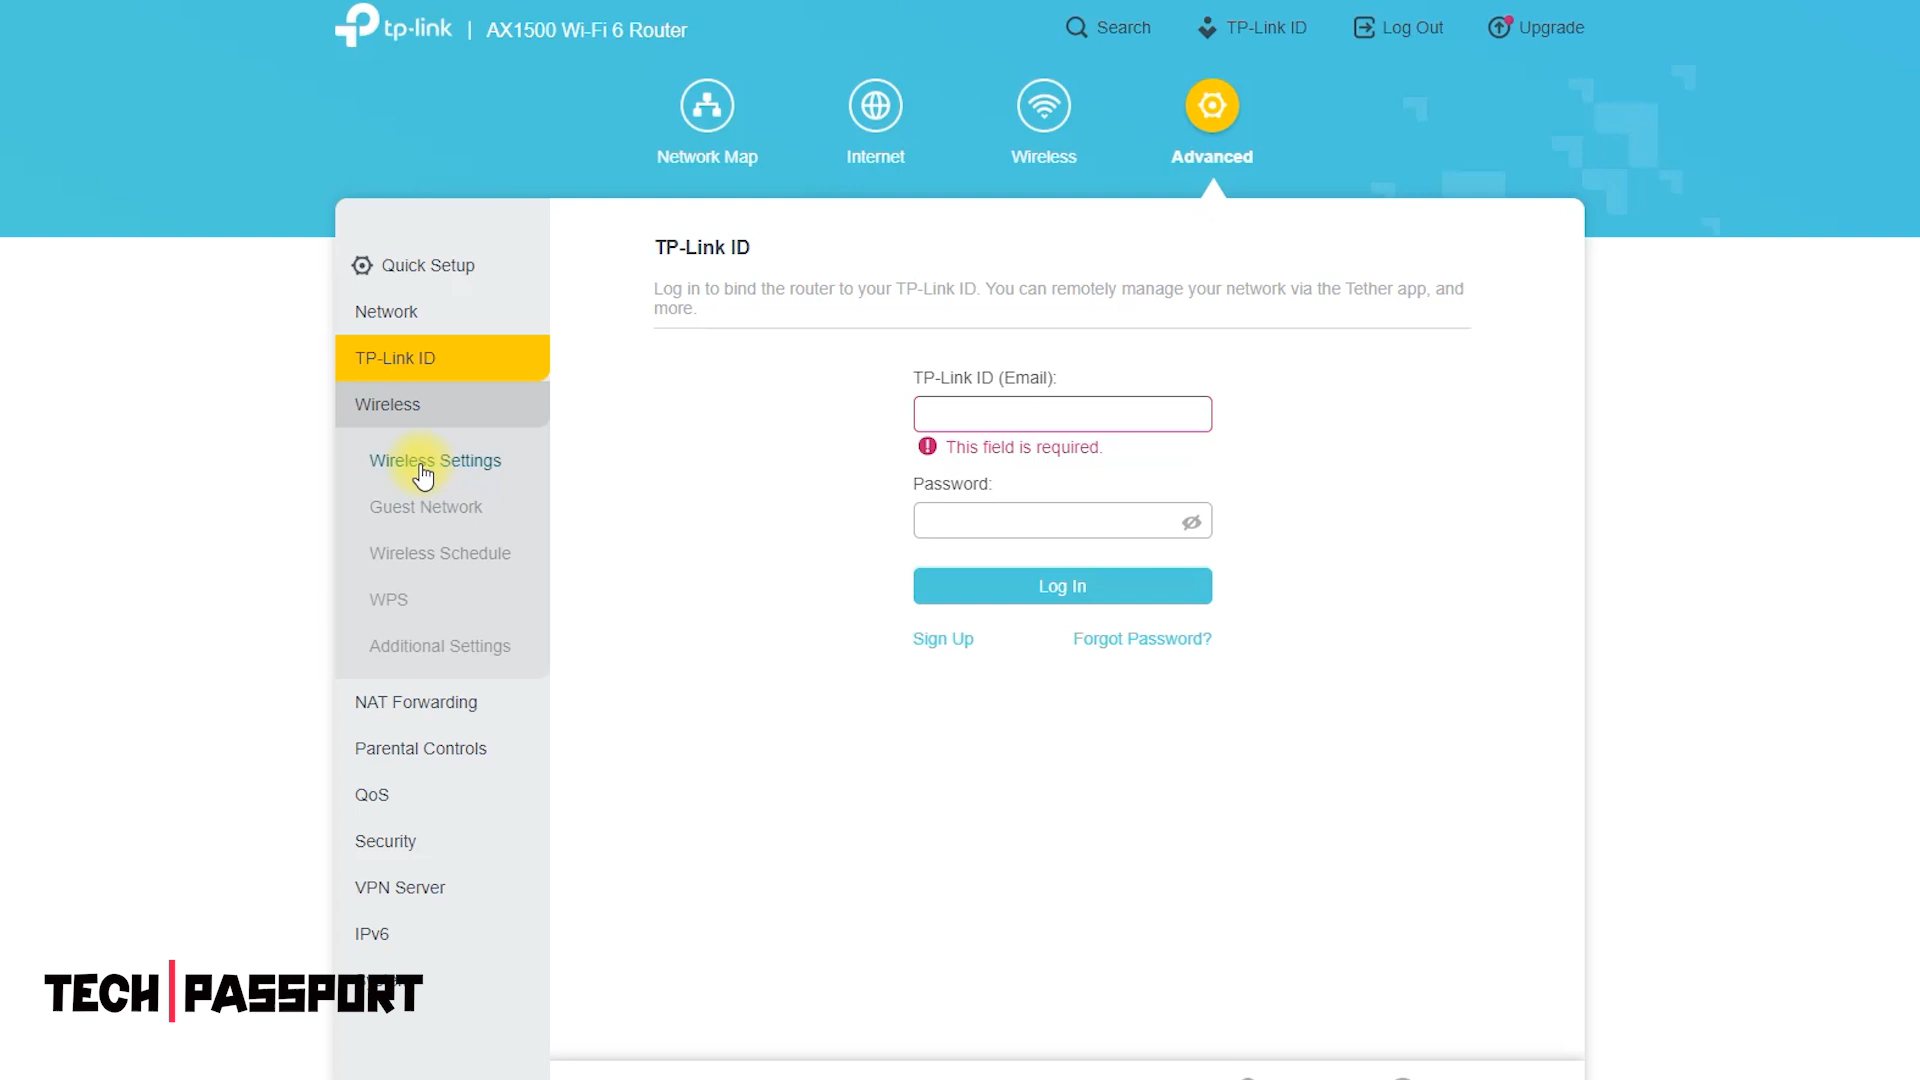 tp-link | AX1500 Wi-Fi 6 Router
Search
TP-Link ID
Log Out
Upgrade
Network Map
Internet
Wireless
Advanced
Quick Setup
Network
TP-Link ID
Wireless
Wireless Settings
Guest Network
Wireless Schedule
WPS
Additional Settings
NAT Forwarding
Parental Controls
QoS
Security
VPN Server
IPv6
TP-Link ID
Log in to bind the router to your TP-Link ID. You can remotely manage your network via the Tether app, and
more.
TP-Link ID (Email):
This field is required.
Password:
Log In
Sign Up
Forgot Password?
TECH|PASSPORT